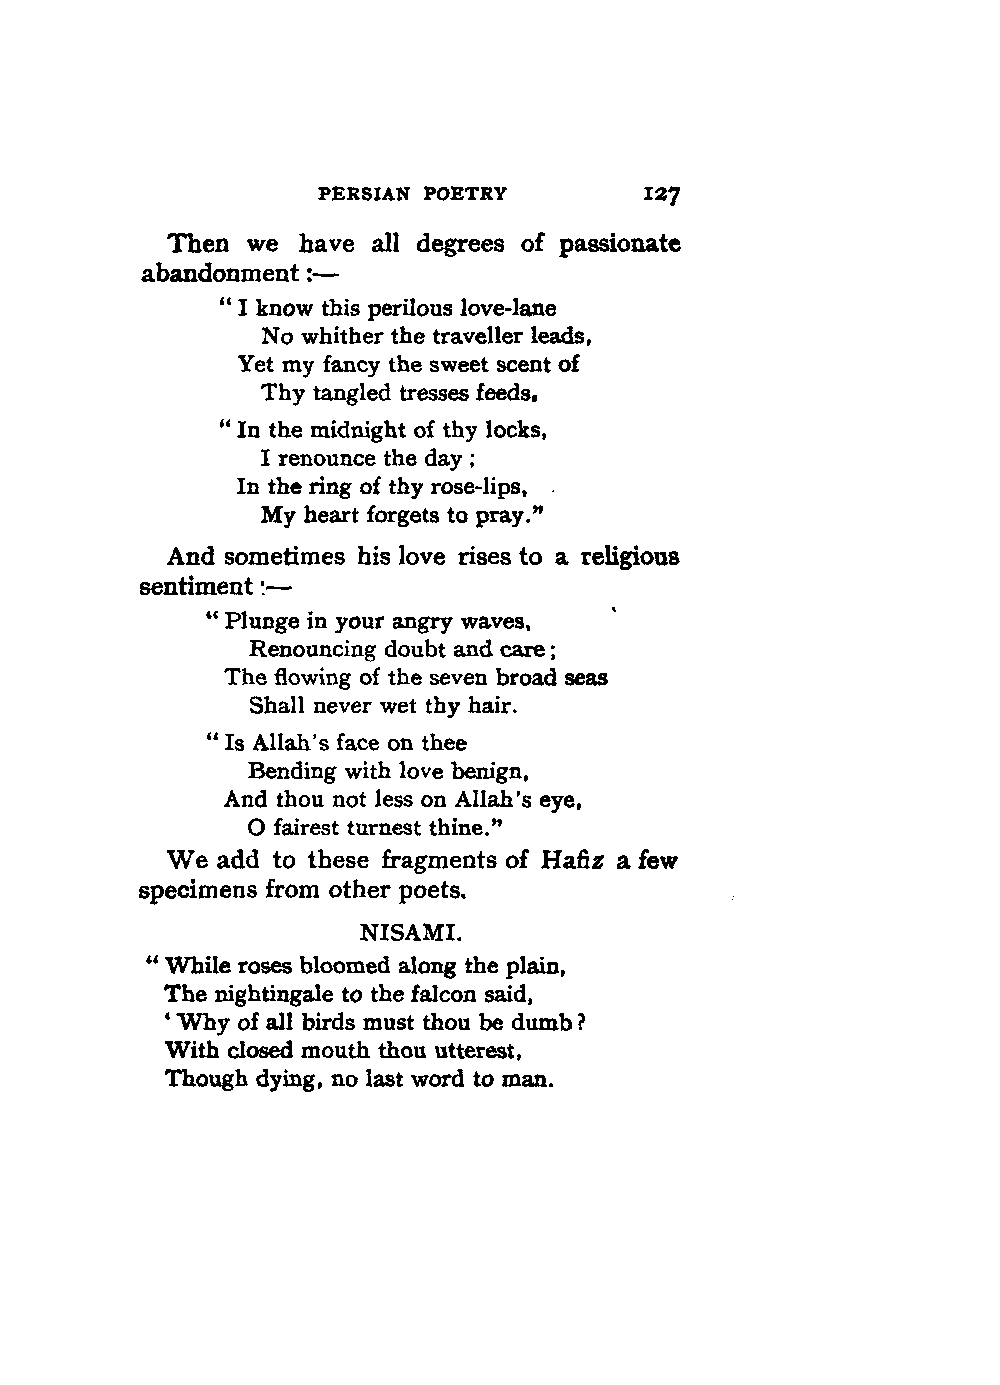 PERSIAN POETRY 127
Then we have all degrees of passionate
abandonment :—
“ I know this perilous love-lane
No whither the traveller leads,
Yet my fancy the sweet scent of
Thy tangled tresses feeds.
“ In the midnight of thy locks,
I renounce the day ;
In the ring of thy rose-lips,
My heart forgets to pray.”
And sometimes his love rises to a religious
sentiment :—
“ Plunge in your angry waves,
Renouncing doubt and care ;
The flowing of the seven broad seas
Shall never wet thy hair.
“ Is Allah's face on thee
Bending with love benign,
And thou not less on Allah's eye,
O fairest turnest thine.”
We add to these fragments of Hafiz a few
specimens from other poets.
NISAMI.
“ While roses bloomed along the plain,
The nightingale to the falcon said,
‘ Why of all birds must thou be dumb ?
With closed mouth thou utterest,
Though dying, no last word to man.